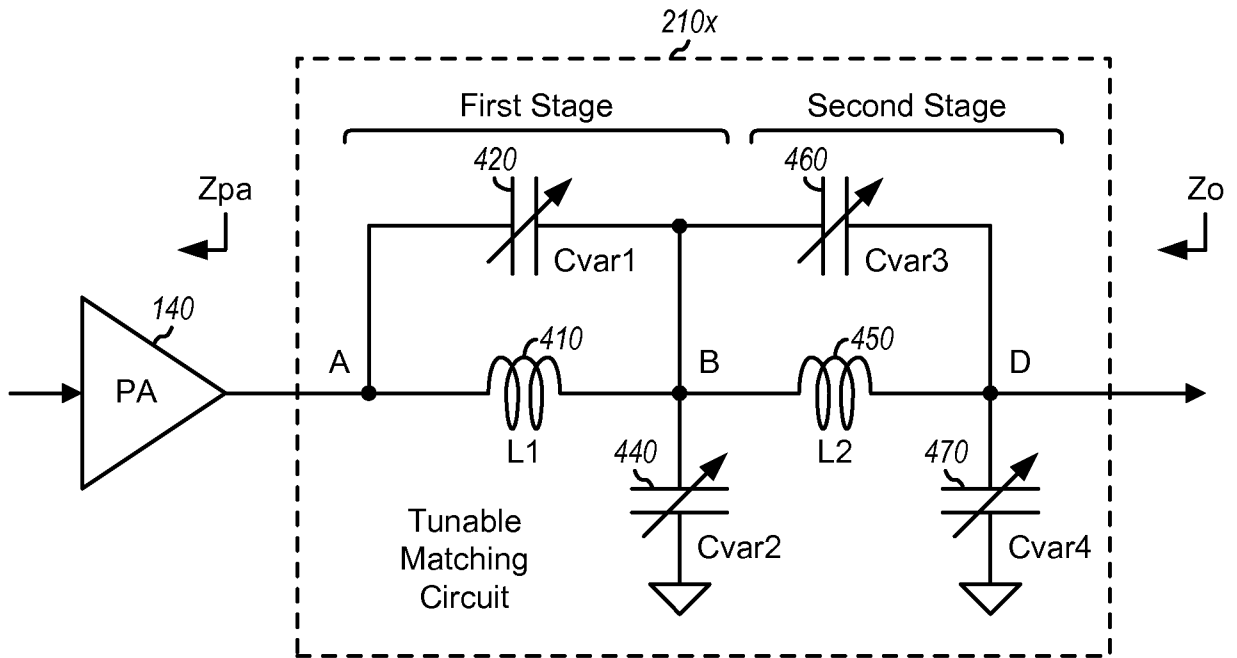 210x
First Stage
Second Stage
420
460
Zpa
Zo
Cvar1
Cvar3
140
410
450
A
B
D
PA
L1
440
L2
470
Tunable
Matching
Circuit
Cvar2
Cvar4